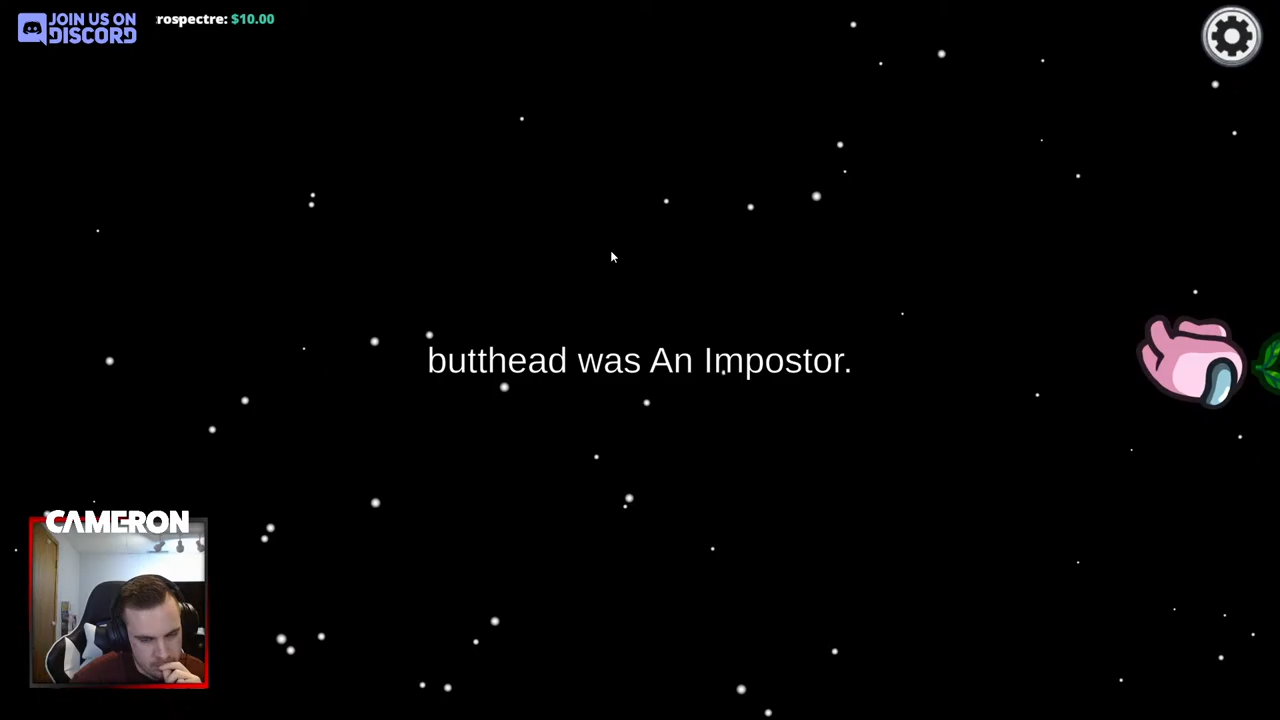 JOIN US ON
DISCORD
rospectre: $10.00
butthead was An Impostor.
CAMERON